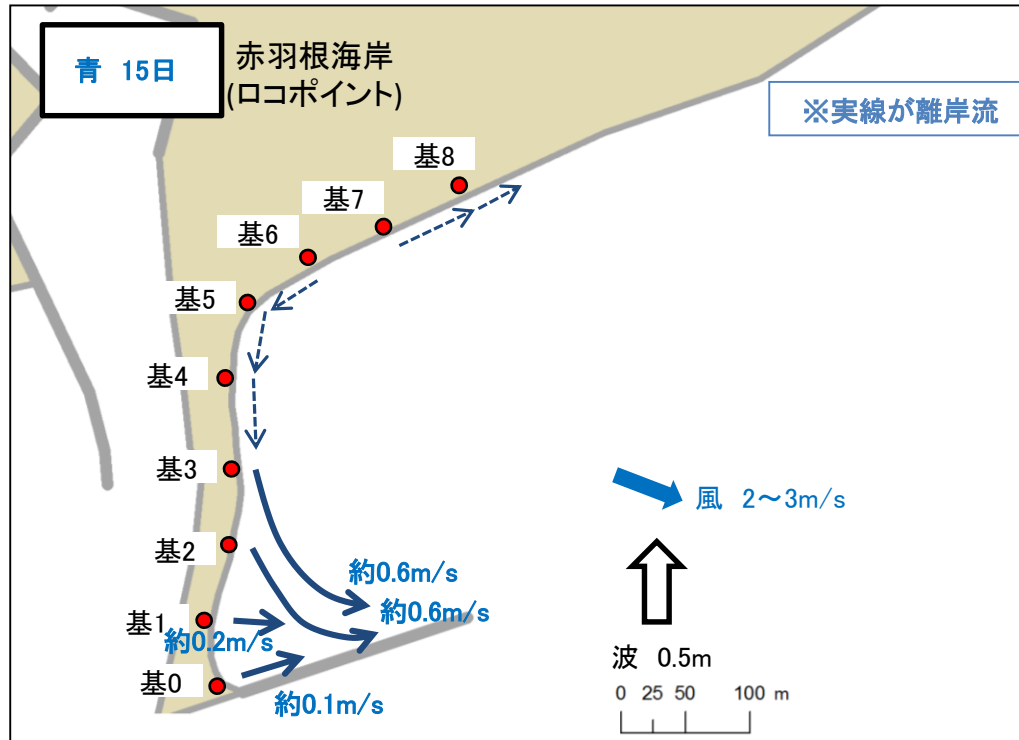 青 15日
赤羽根海岸
(ロコポイント)
※実線が離岸流
基8
基7
基6
基5
基4
基3
基2
基1
基0
約0.6m/s
約0.6m/s
約0.2m/s
約0.1m/s
風 2～3m/s
波 0.5m
0 25 50 100 m